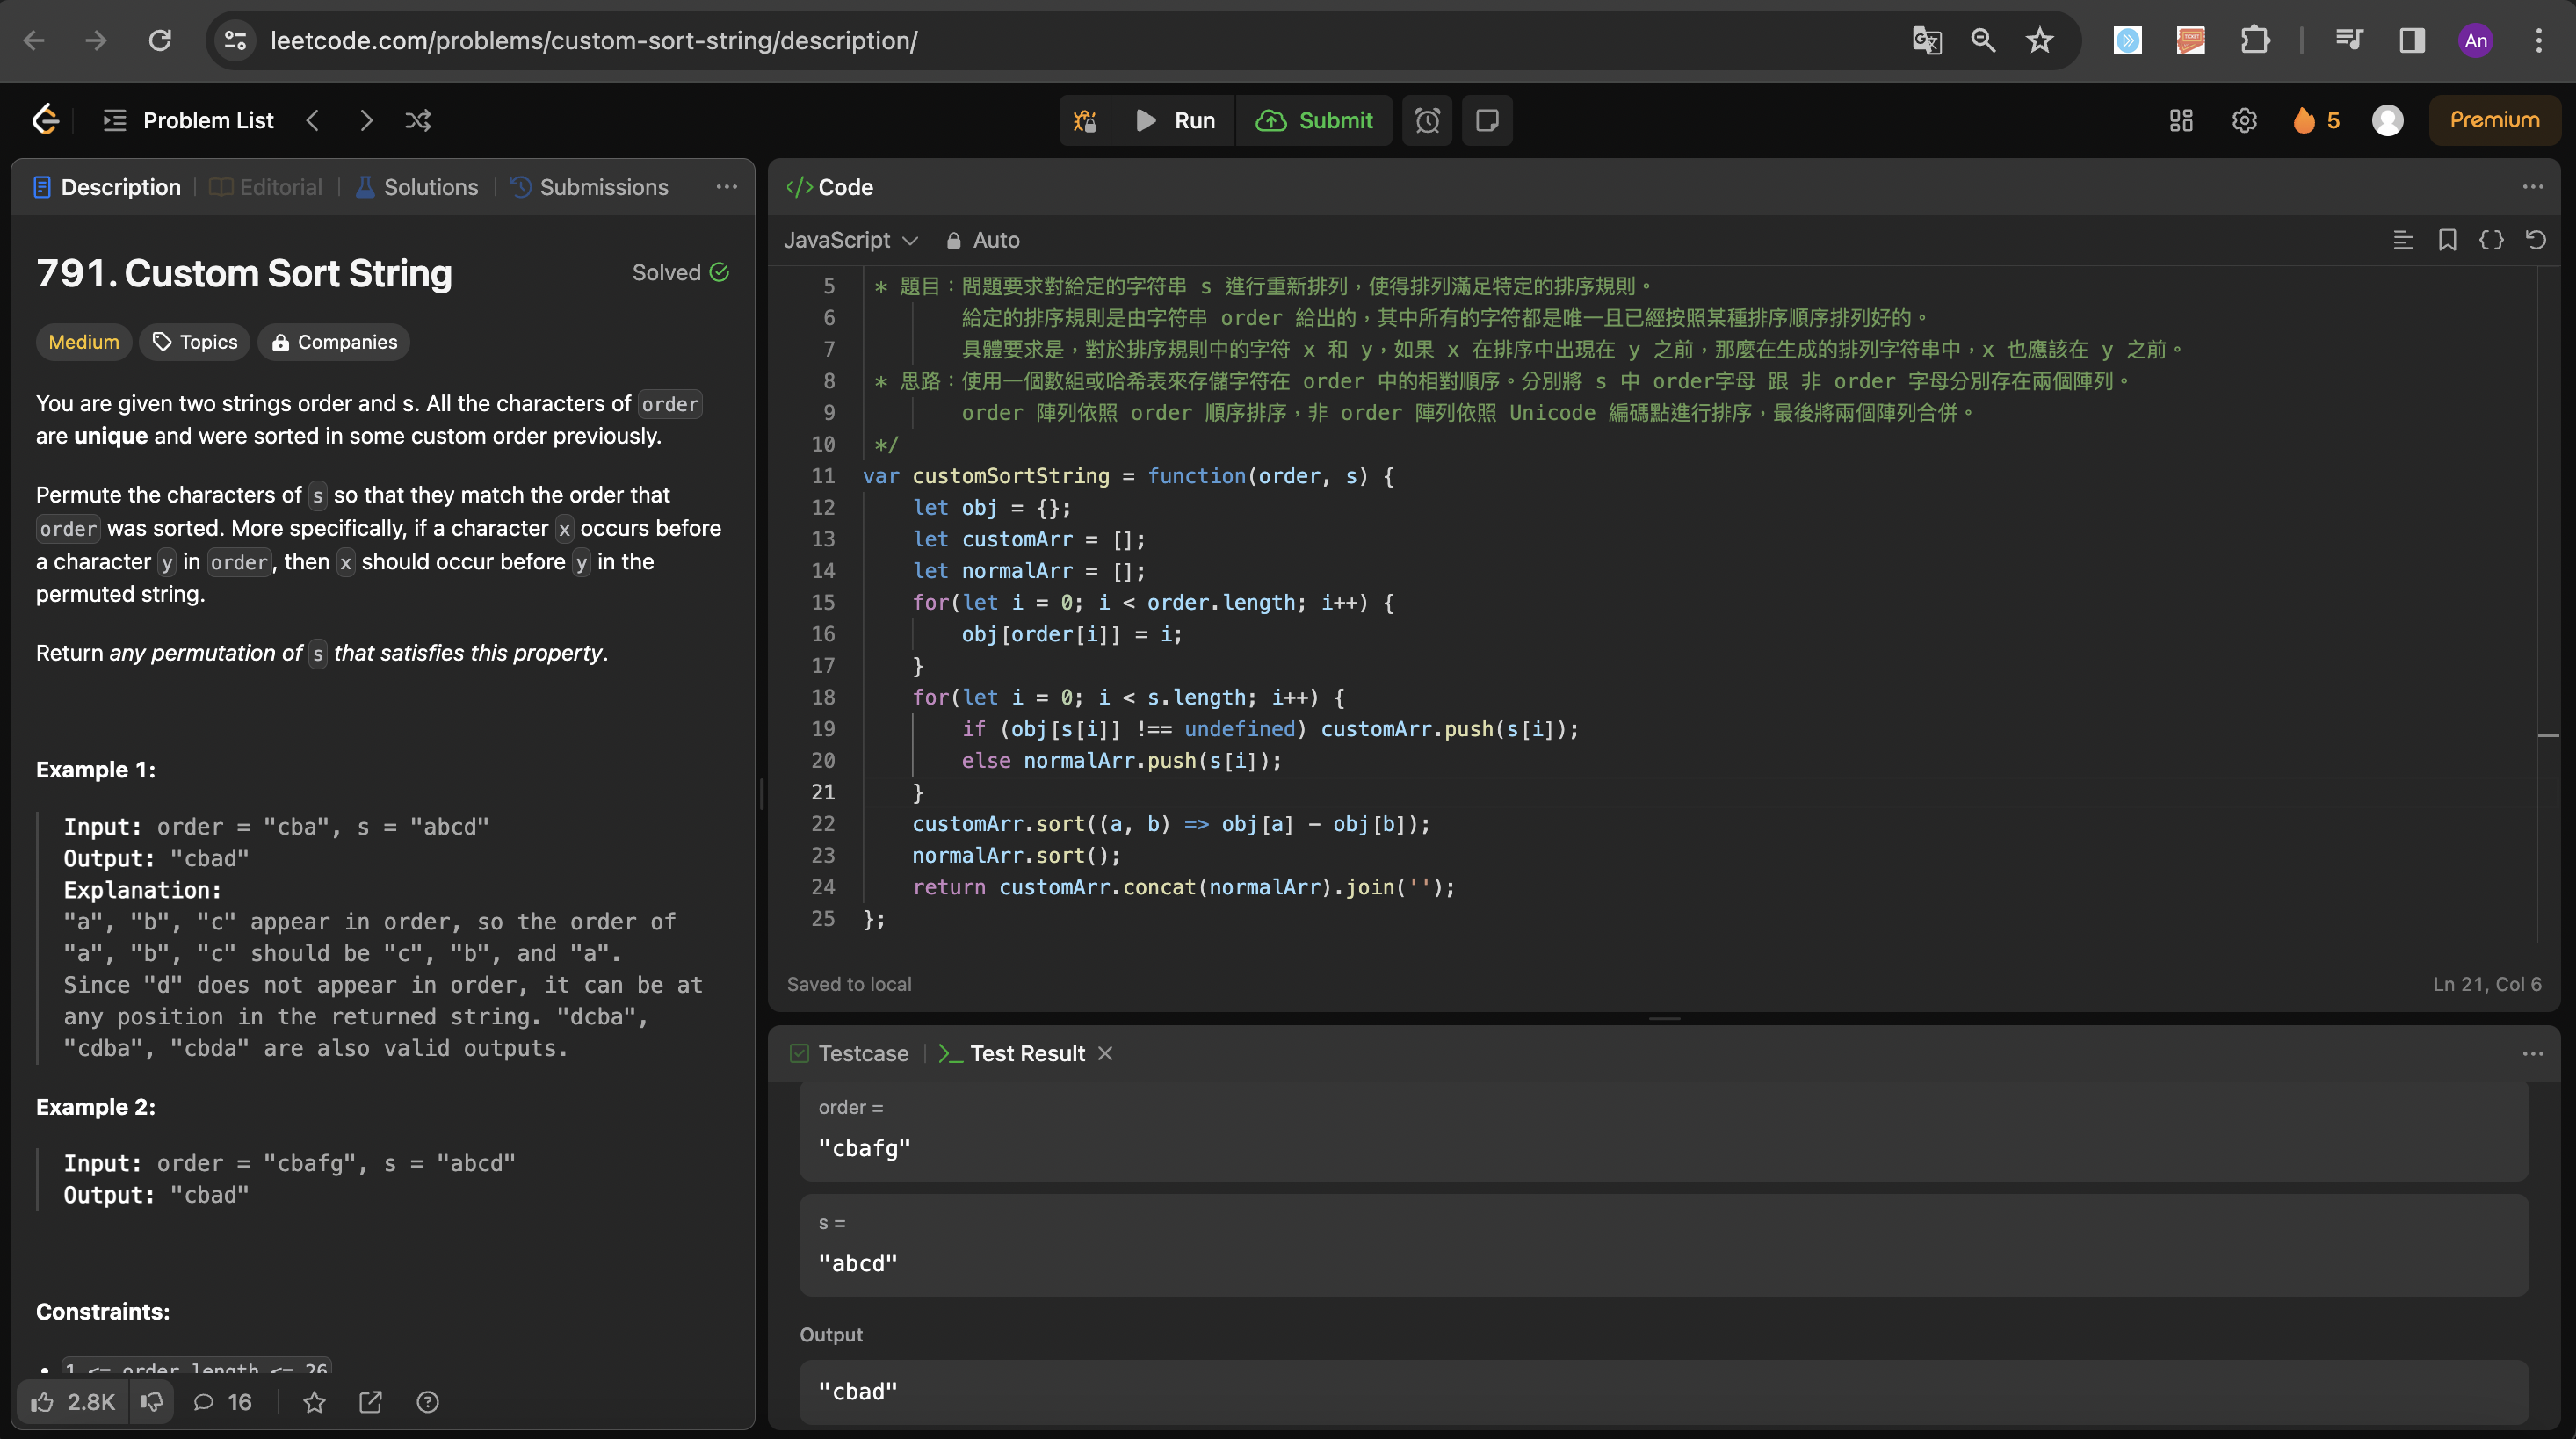 leetcode.com/problems/custom-sort-string/description/
An
Problem List
Run
Submit
5
Premium
Description
Editorial
Solutions
Submissions
791. Custom Sort String
Solved
Medium
Topics
Companies
You are given two strings order and s. All the characters of order
are unique and were sorted in some custom order previously.
Permute the characters of s so that they match the order that
order was sorted. More specifically, if a character x occurs before
a character y in order, then x should occur before y in the
permuted string.
Return any permutation of s that satisfies this property.
Example 1:
Input: order = "cba", s = "abcd"
Output: "cbad"
Explanation:
"a", "b", "c" appear in order, so the order of
"a", "b", "c" should be "c", "b", and "a".
Since "d" does not appear in order, it can be at
any position in the returned string. "dcba",
"cdba", "cbda" are also valid outputs.
Example 2:
Input: order = "cbafg", s = "abcd"
Output: "cbad"
Constraints:
1 <= order.length <= 26
2.8K
16
</> Code
JavaScript
Auto
5 * 題目：問題要求對給定的字符串 s 進行重新排列，使得排列滿足特定的排序規則。
6 給定的排序規則是由字符串 order 給出的，其中所有的字符都是唯一且已經按照某種排序順序排列好的。
7 具體要求是，對於排序規則中的字符 x 和 y，如果 x 在排序中出現在 y 之前，那麼在生成的排列字符串中，x 也應該在 y 之前。
8 * 思路：使用一個數組或哈希表來存儲字符在 order 中的相對順序。分別將 s 中 order字母 跟 非 order 字母分別存在兩個陣列。
9 order 陣列依照 order 順序排序，非 order 陣列依照 Unicode 編碼點進行排序，最後將兩個陣列合併。
10 */
11 var customSortString = function(order, s) {
12 let obj = {};
13 let customArr = [];
14 let normalArr = [];
15 for(let i = 0; i < order.length; i++) {
16 obj[order[i]] = i;
17 }
18 for(let i = 0; i < s.length; i++) {
19 if (obj[s[i]] !== undefined) customArr.push(s[i]);
20 else normalArr.push(s[i]);
21 }
22 customArr.sort((a, b) => obj[a] - obj[b]);
23 normalArr.sort();
24 return customArr.concat(normalArr).join('');
25 };
Saved to local
Ln 21, Col 6
Testcase
Test Result
order =
"cbafg"
s =
"abcd"
Output
"cbad"